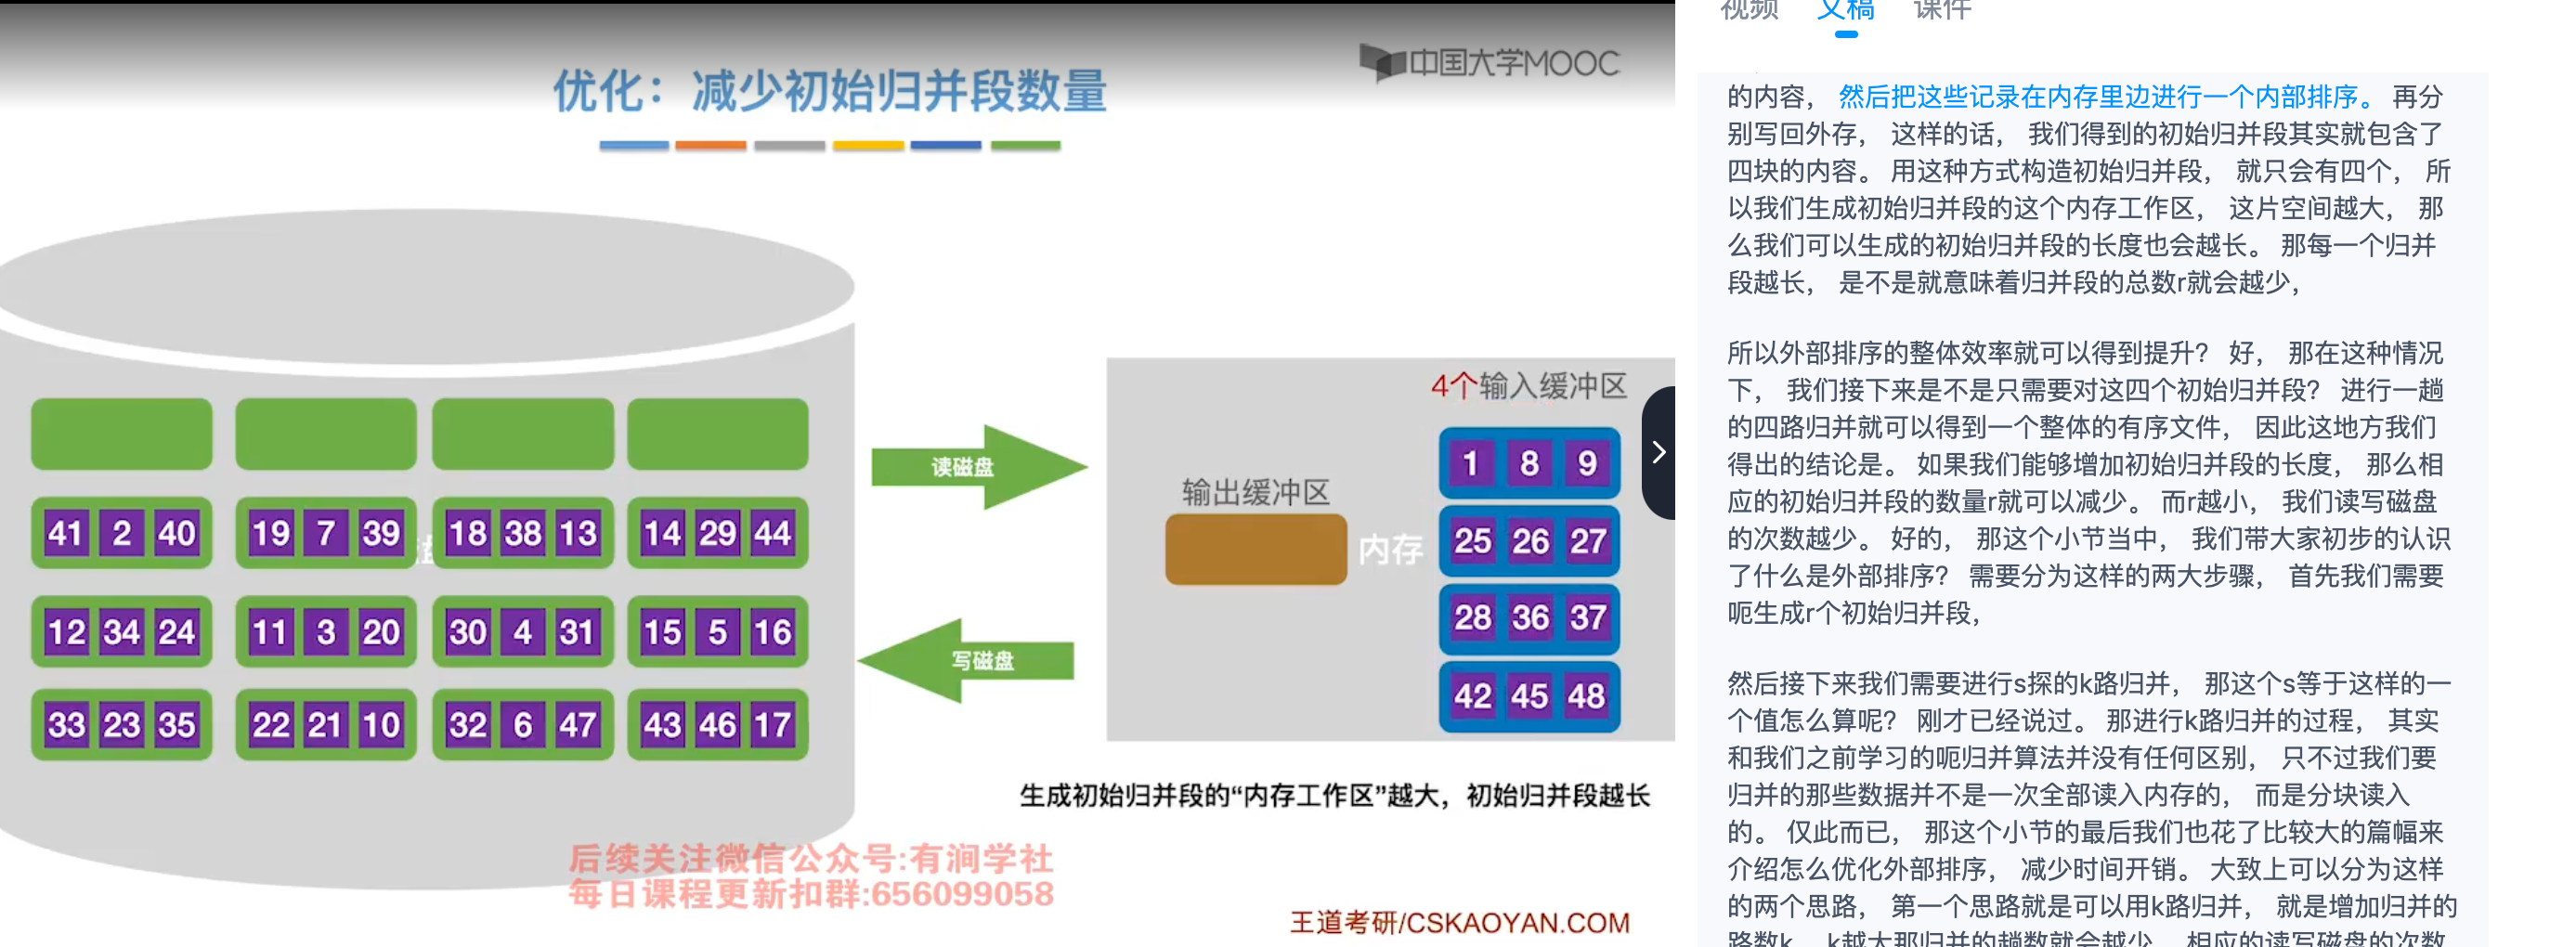 中国大学MOOC
优化：减少初始归并段数量
4个输入缓冲区
1 8 9
读磁盘
输出缓冲区
41 2 40 19 7 39 18 38 13 14 29 44
25 26 27
内存
12 34 24 11 3 20 30 4 31 15 5 16
28 36 37
写磁盘
33 23 35 22 21 10 32 6 47 43 46 17
42 45 48
生成初始归并段的“内存工作区”越大，初始归并段越长
后续关注微信公众号:有涧学社
每日课程更新扣群:656099058
王道考研/CSKAOYAN.COM
视频 文稿 课件
的内容， 然后把这些记录在内存里边进行一个内部排序。 再分
别写回外存， 这样的话， 我们得到的初始归并段其实就包含了
四块的内容。 用这种方式构造初始归并段， 就只会有四个， 所
以我们生成初始归并段的这个内存工作区， 这片空间越大， 那
么我们可以生成的初始归并段的长度也会越长。 那每一个归并
段越长， 是不是就意味着归并段的总数r就会越少，
所以外部排序的整体效率就可以得到提升？ 好， 那在这种情况
下， 我们接下来是不是只需要对这四个初始归并段？ 进行一趟
的四路归并就可以得到一个整体的有序文件， 因此这地方我们
得出的结论是。 如果我们能够增加初始归并段的长度， 那么相
应的初始归并段的数量r就可以减少。 而r越小， 我们读写磁盘
的次数越少。 好的， 那这个小节当中， 我们带大家初步的认识
了什么是外部排序？ 需要分为这样的两大步骤， 首先我们需要
呃生成r个初始归并段，
然后接下来我们需要进行s探的k路归并， 那这个s等于这样的一
个值怎么算呢？ 刚才已经说过。 那进行k路归并的过程， 其实
和我们之前学习的呃归并算法并没有任何区别， 只不过我们要
归并的那些数据并不是一次全部读入内存的， 而是分块读入
的。 仅此而已， 那这个小节的最后我们也花了比较大的篇幅来
介绍怎么优化外部排序， 减少时间开销。 大致上可以分为这样
的两个思路， 第一个思路就是可以用k路归并， 就是增加归并的
路数k， k越大那归并的趟数就会越少， 相应的读写磁盘的次数